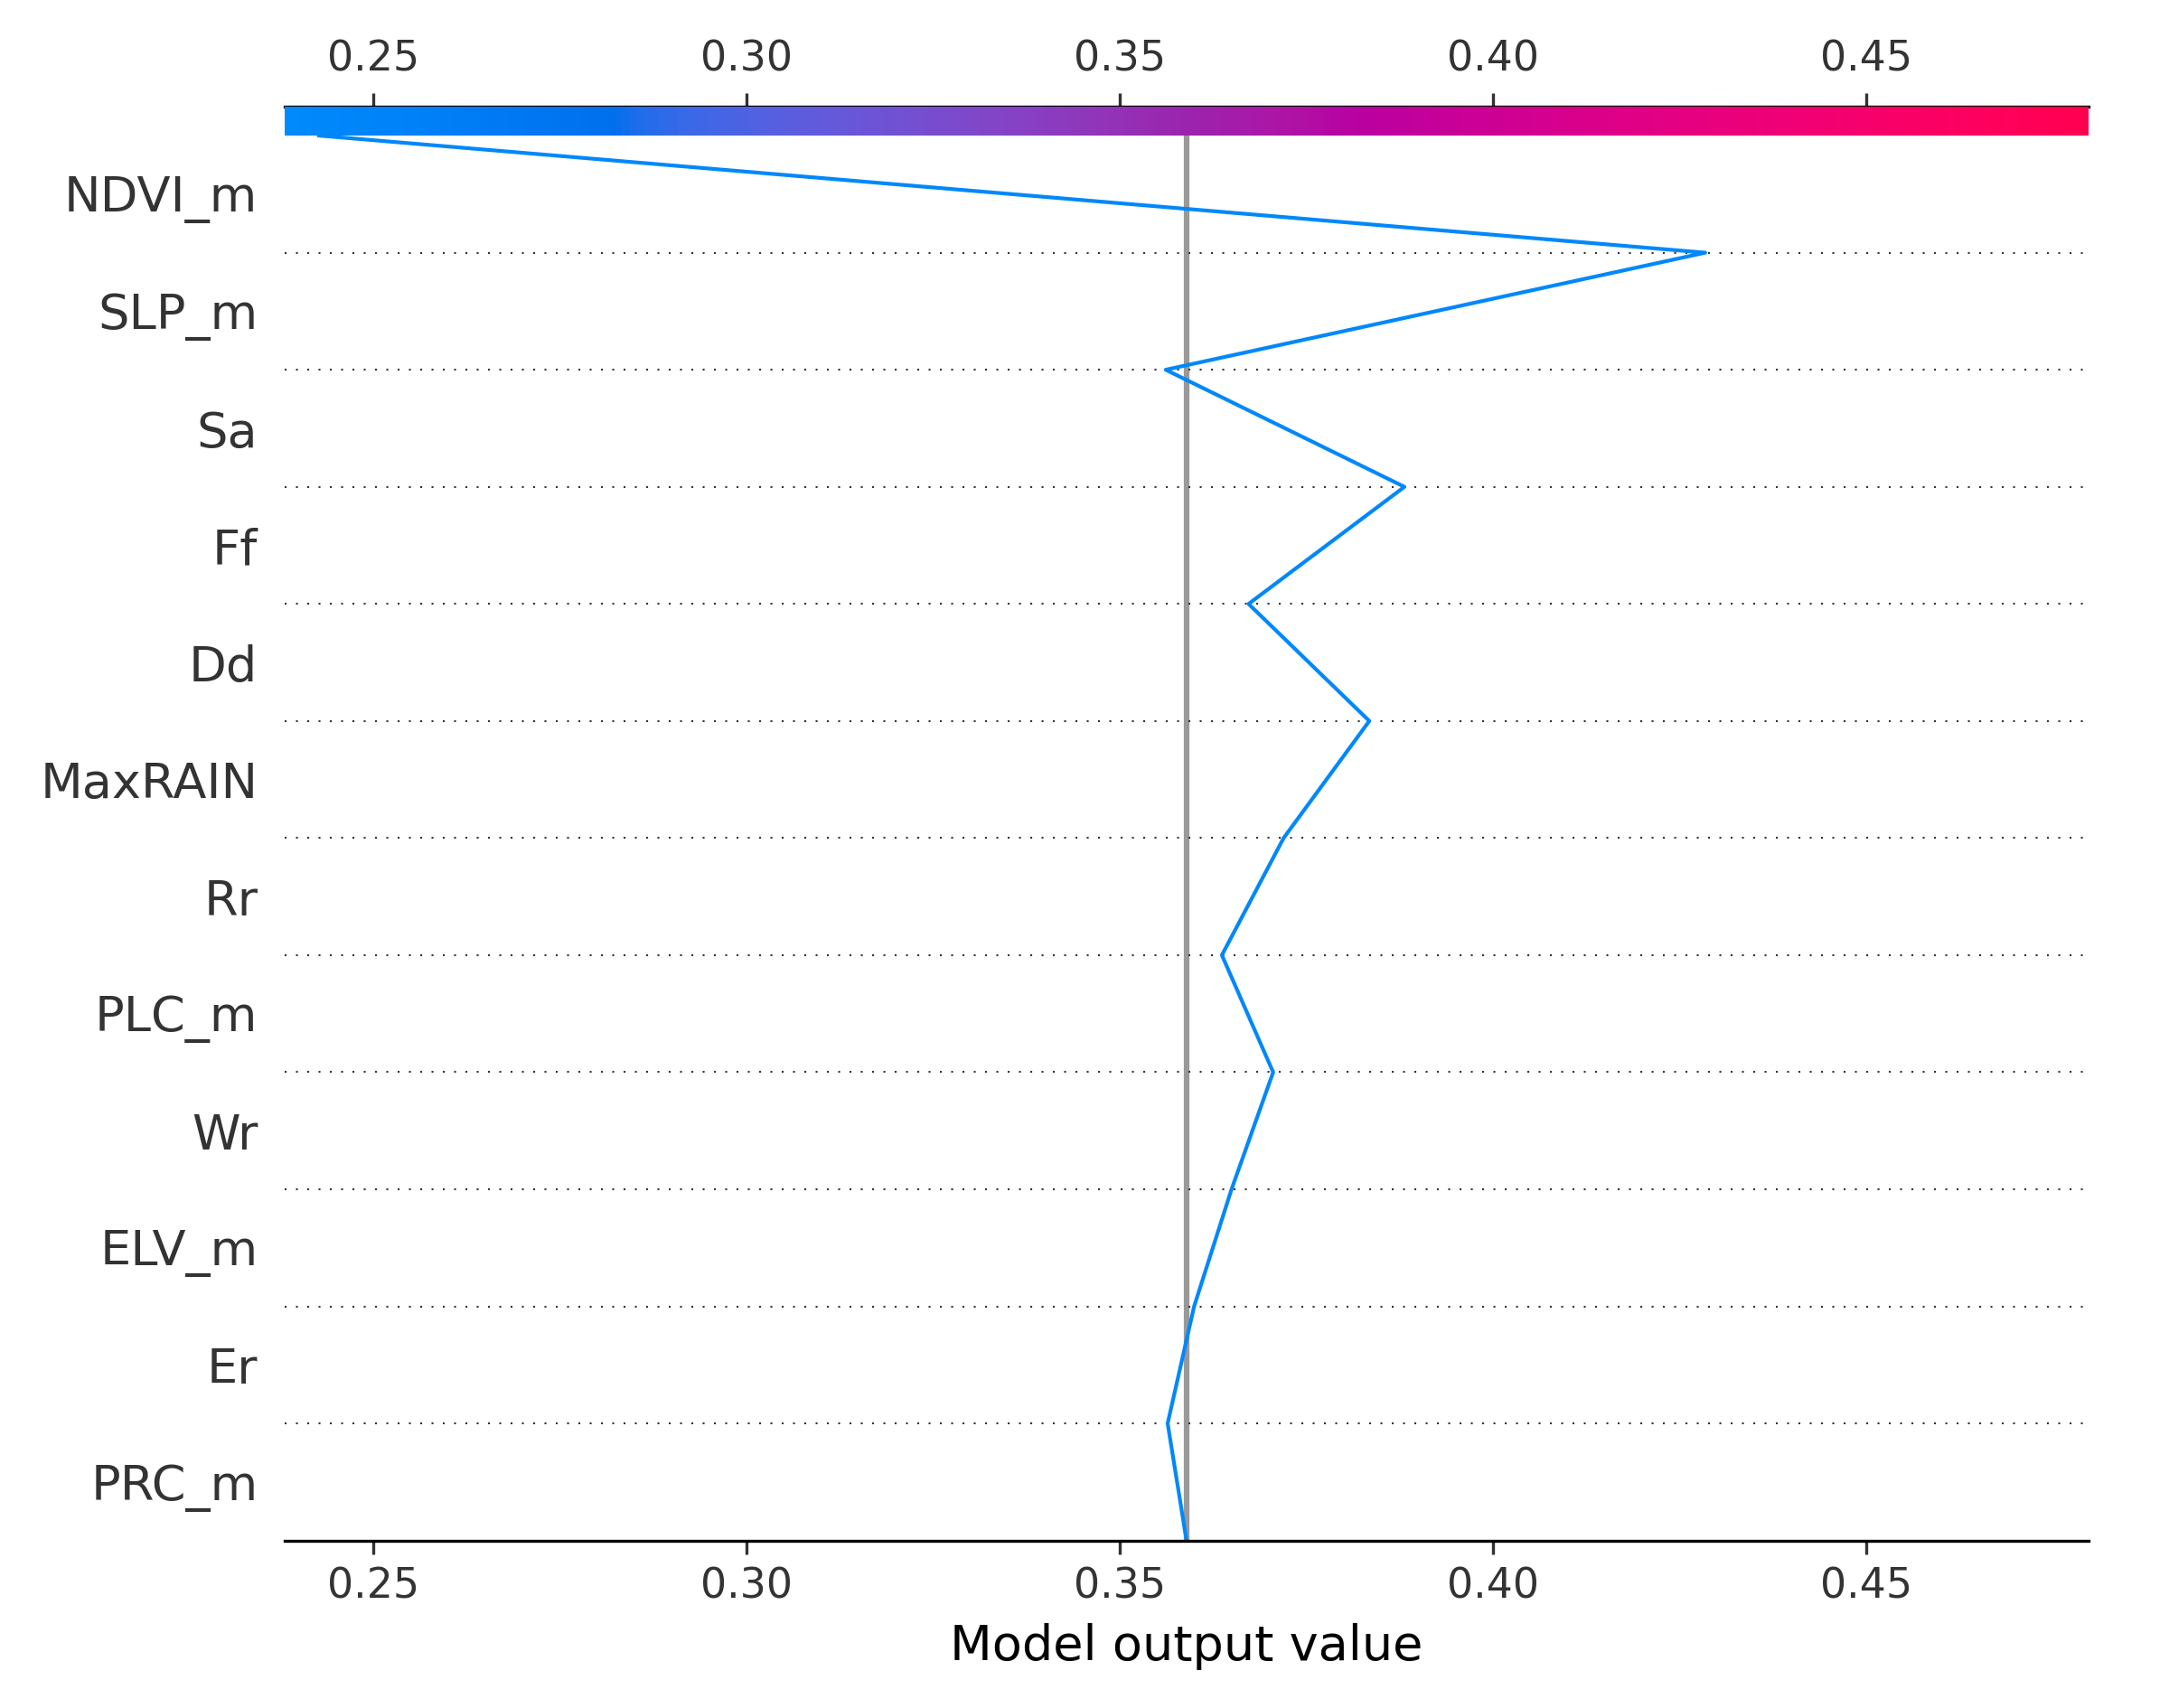 0.25 0.30 0.35 0.40 0.45
NDVI_m
SLP_m
Sa
Ff
Dd
MaxRAIN
Rr
PLC_m
Wr
ELV_m
Er
PRC_m
0.25 0.30 0.35 0.40 0.45
Model output value